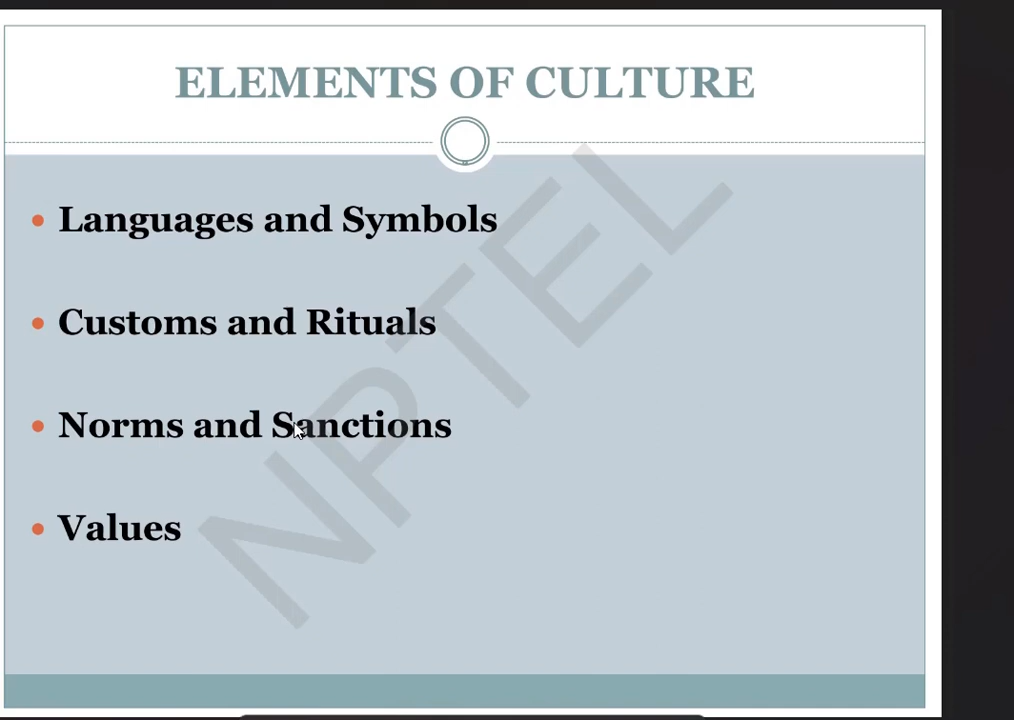 ELEMENTS OF CULTURE
Languages and Symbols
Customs and Rituals
Norms and Sanctions
Values
NPTEL